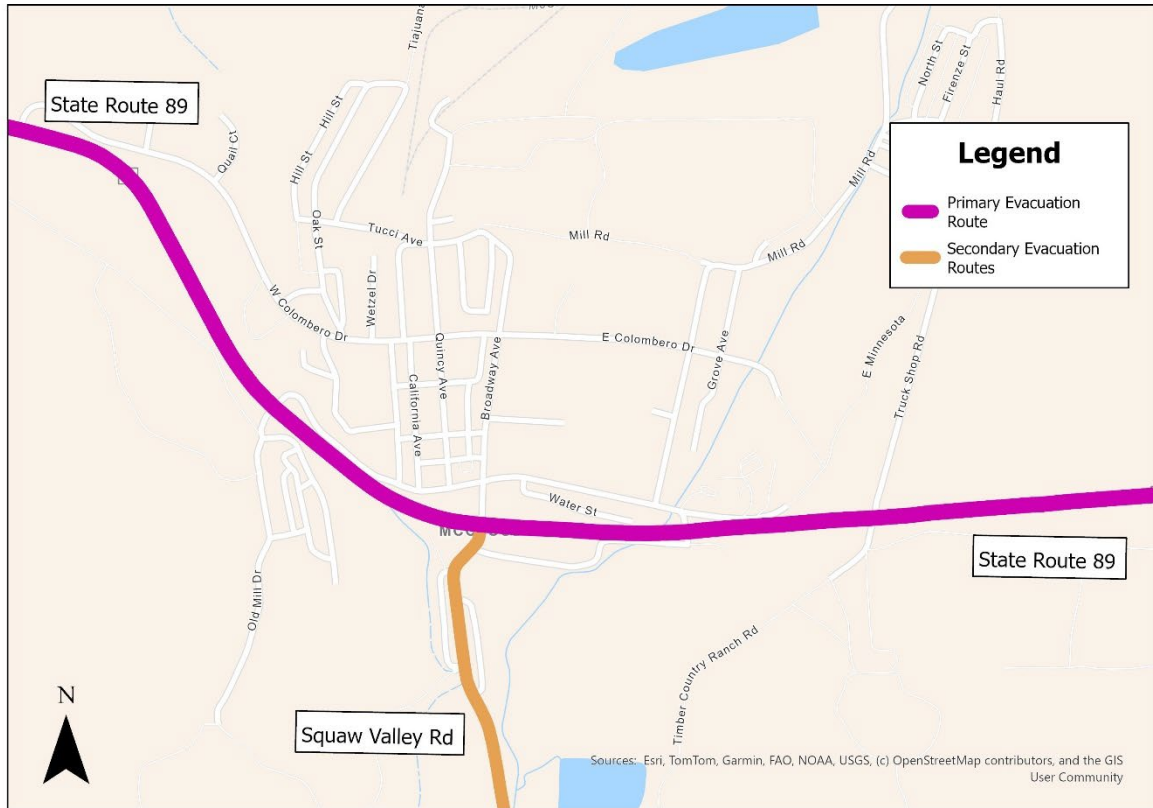 State Route 89
Legend
Primary Evacuation
Route
Secondary Evacuation
Routes
Tiajuana
North St
Firenze St
Haul Rd
Hill St
Hill St
Quail Ct
Oak St
Tucci Ave
Mill Rd
Mill Rd
Mill Rd
Wetzel Dr
W Colombero Dr
E Colombero Dr
Quincy Ave
Broadway Ave
California Ave
Grove Ave
E Minnesota
Truck Shop Rd
Water St
State Route 89
Old Mill Dr
Timber Country Ranch Rd
Squaw Valley Rd
N
Sources: Esri, TomTom, Garmin, FAO, NOAA, USGS, (c) OpenStreetMap contributors, and the GIS
User Community